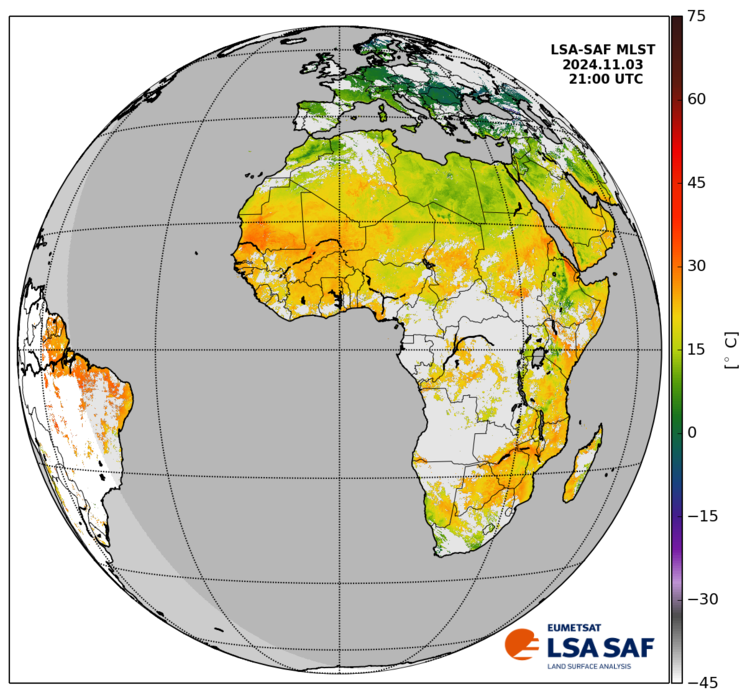 LSA-SAF MLST
2024.11.03
21:00 UTC
75
60
45
30
15
0
−15
−30
−45
[° C]
EUMETSAT
LSA SAF
LAND SURFACE ANALYSIS